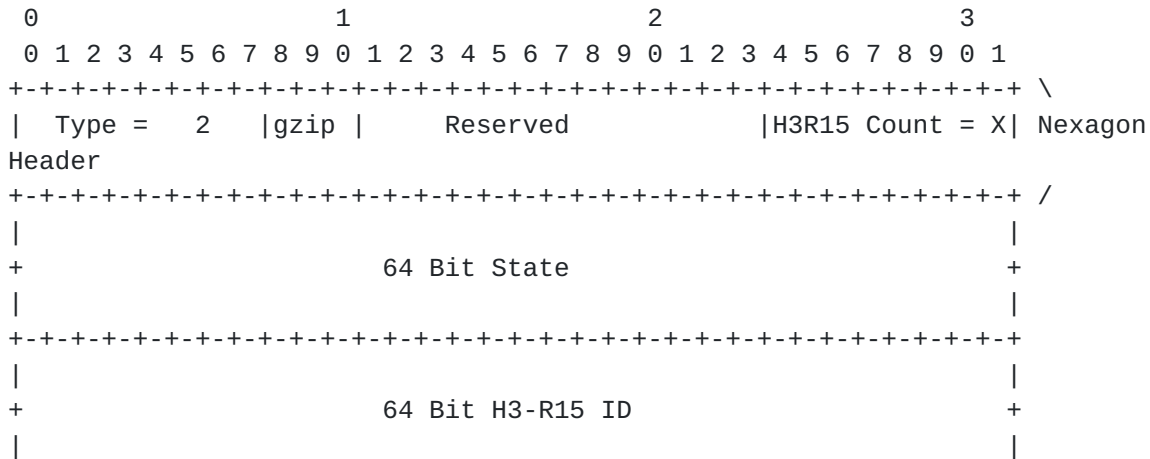 0                   1                   2                   3
 0 1 2 3 4 5 6 7 8 9 0 1 2 3 4 5 6 7 8 9 0 1 2 3 4 5 6 7 8 9 0 1
+-+-+-+-+-+-+-+-+-+-+-+-+-+-+-+-+-+-+-+-+-+-+-+-+-+-+-+-+-+-+-+-+ \
|  Type =   2   |gzip |     Reserved            |H3R15 Count = X| Nexagon
Header
+-+-+-+-+-+-+-+-+-+-+-+-+-+-+-+-+-+-+-+-+-+-+-+-+-+-+-+-+-+-+-+-+ /
|                                                               |
+                       64 Bit State                            +
|                                                               |
+-+-+-+-+-+-+-+-+-+-+-+-+-+-+-+-+-+-+-+-+-+-+-+-+-+-+-+-+-+-+-+-+
|                                                               |
+                       64 Bit H3-R15 ID                        +
|                                                               |